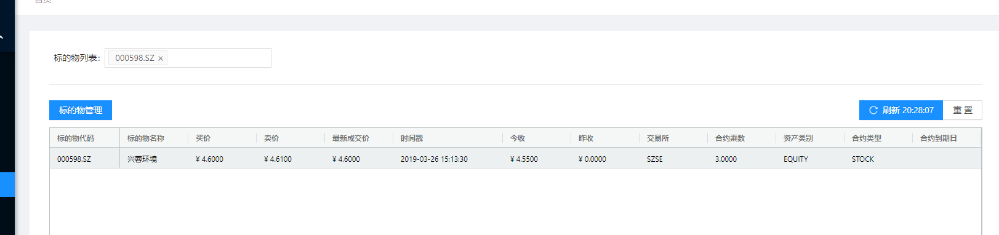 首页
标的物列表：
000598.SZ ×
标的物管理
刷新 20:28:07 重 置
标的物代码 标的物名称 买价 卖价 最新成交价 时间戳 今收 昨收 交易所 合约乘数 资产类别 合约类型 合约到期日
000598.SZ 兴蓉环境 ¥ 4.6000 ¥ 4.6100 ¥ 4.6000 2019-03-26 15:13:30 ¥ 4.5500 ¥ 0.0000 SZSE 3.0000 EQUITY STOCK